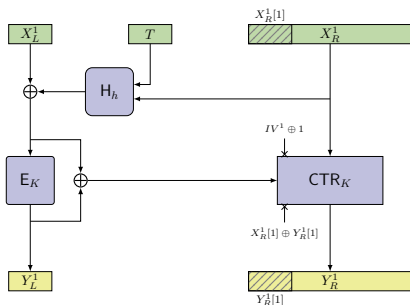 X_R^1[1]
X_L^1 T X_R^1
H_h
IV^1 ⊕ 1
E_K CTR_K
X_R^1[1] ⊕ Y_R^1[1]
Y_L^1 Y_R^1
Y_R^1[1]